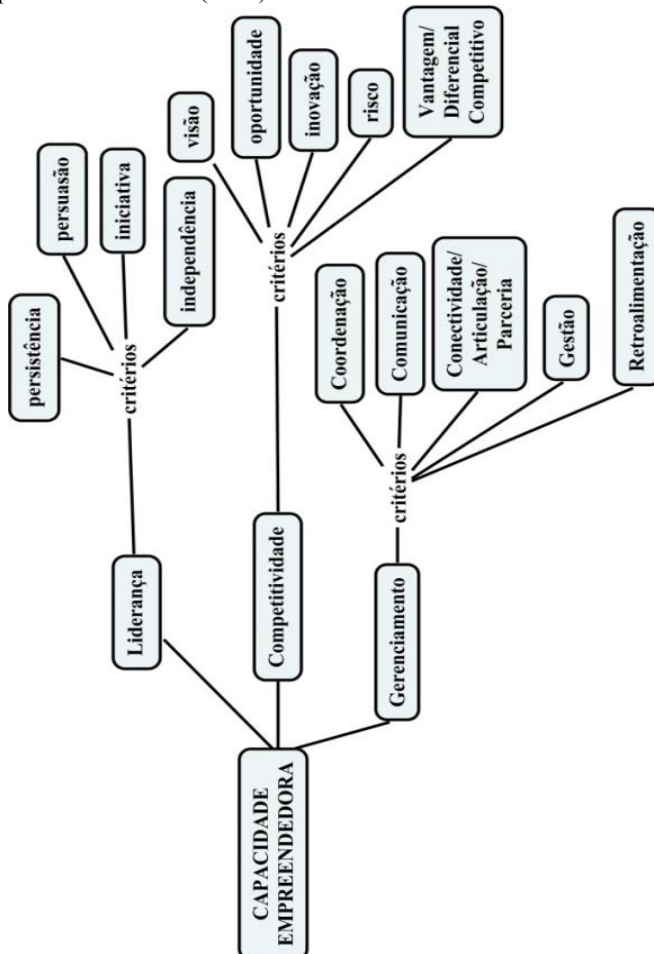 CAPACIDADE
EMPREENDEDORA
Liderança
critérios
persistência
persuasão
iniciativa
independência
Competitividade
critérios
visão
oportunidade
inovação
risco
Vantagem/
Diferencial
Competitivo
Gerenciamento
critérios
Coordenação
Comunicação
Conectividade/
Articulação/
Parceria
Gestão
Retroalimentação